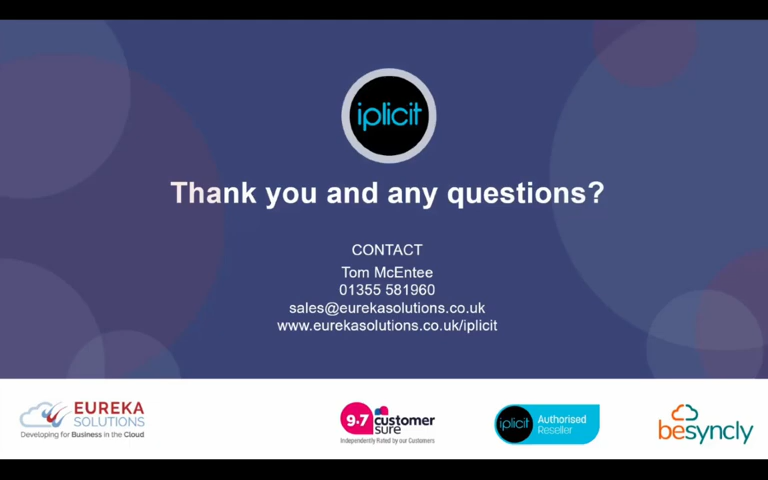 iplicit
Thank you and any questions?
CONTACT
Tom McEntee
01355 581960
sales@eurekasolutions.co.uk
www.eurekasolutions.co.uk/iplicit
EUREKA
SOLUTIONS
Developing for Business in the Cloud
9.7 customer
sure
Independently Rated by our Customers
iplicit Authorised
Reseller
besyncly